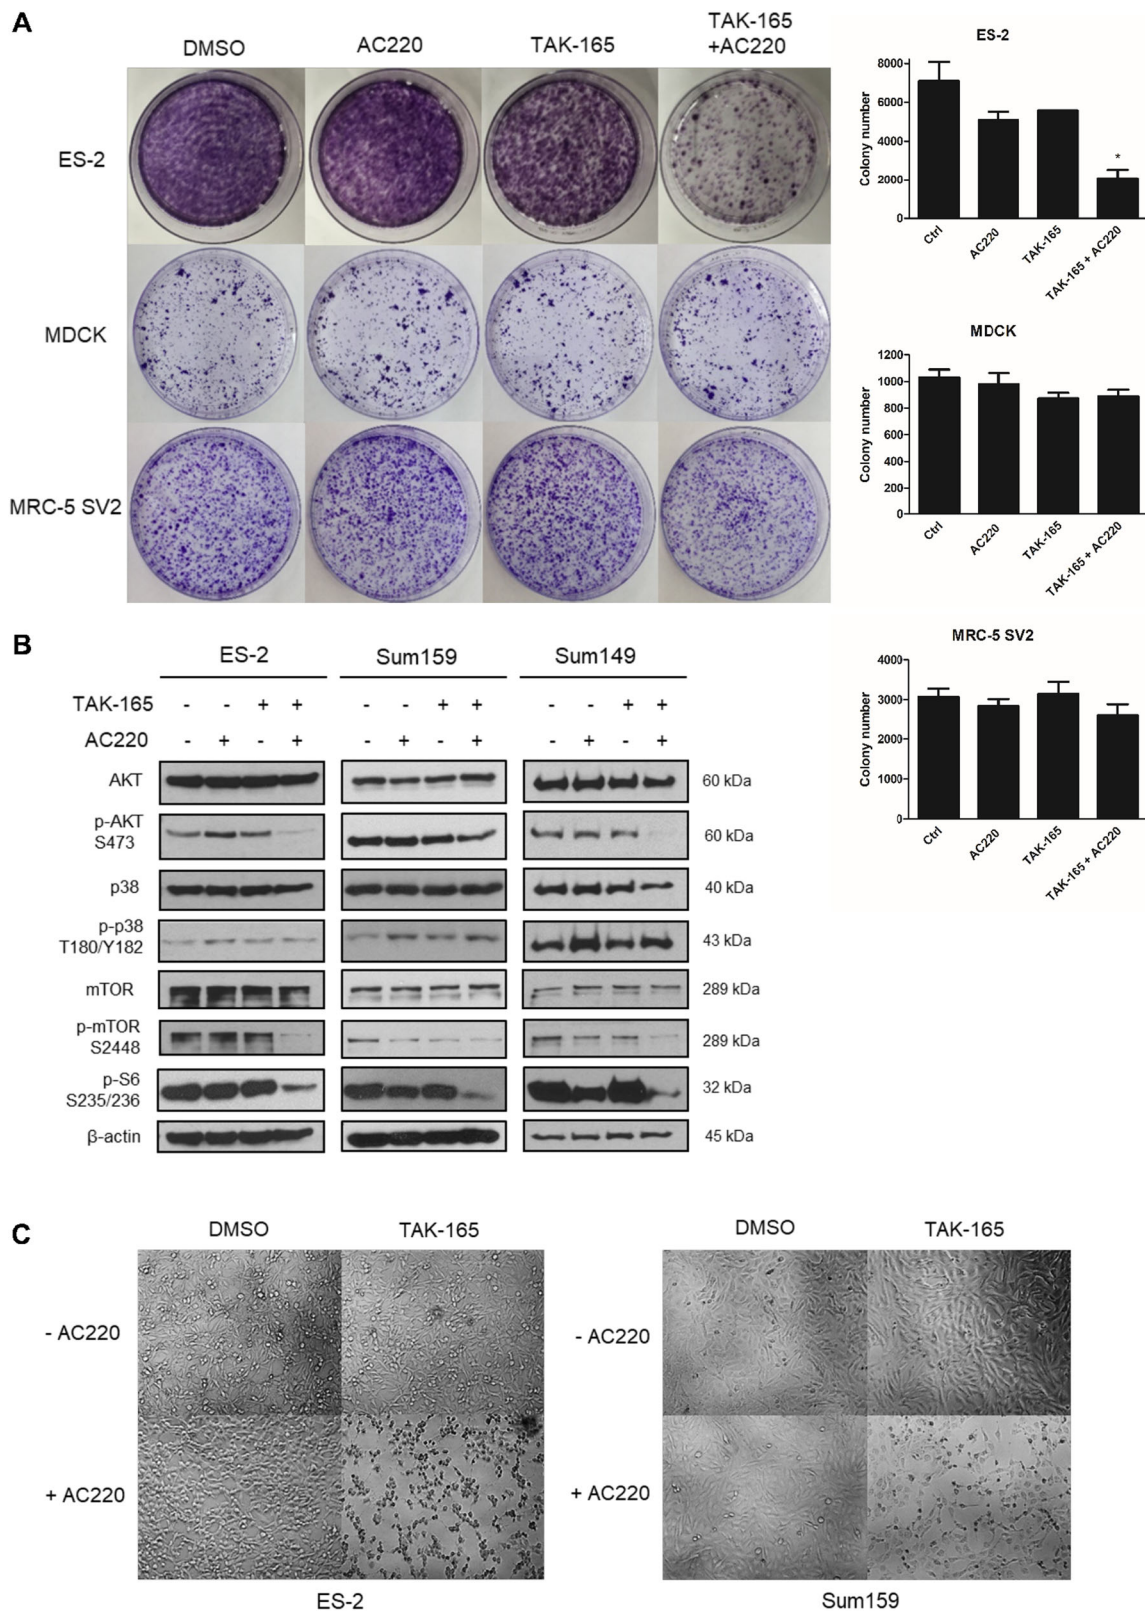 A
DMSO AC220 TAK-165 TAK-165
+AC220
ES-2
MDCK
MRC-5 SV2
ES-2
Colony number
8000
6000
4000
2000
0
Ctrl
AC220
TAK-165
TAK-165 + AC220
*
MDCK
Colony number
1200
1000
800
600
400
200
0
Ctrl
AC220
TAK-165
TAK-165 + AC220
MRC-5 SV2
Colony number
4000
3000
2000
1000
0
Ctrl
AC220
TAK-165
TAK-165 + AC220
B
ES-2 Sum159 Sum149
TAK-165 - - + + - - + + - - + +
AC220 - + - + - + - + - + - +
AKT 60 kDa
p-AKT
S473 60 kDa
p38 40 kDa
p-p38
T180/Y182 43 kDa
mTOR 289 kDa
p-mTOR
S2448 289 kDa
p-S6
S235/236 32 kDa
β-actin 45 kDa
C
DMSO TAK-165 DMSO TAK-165
- AC220 - AC220
+ AC220 + AC220
ES-2 Sum159